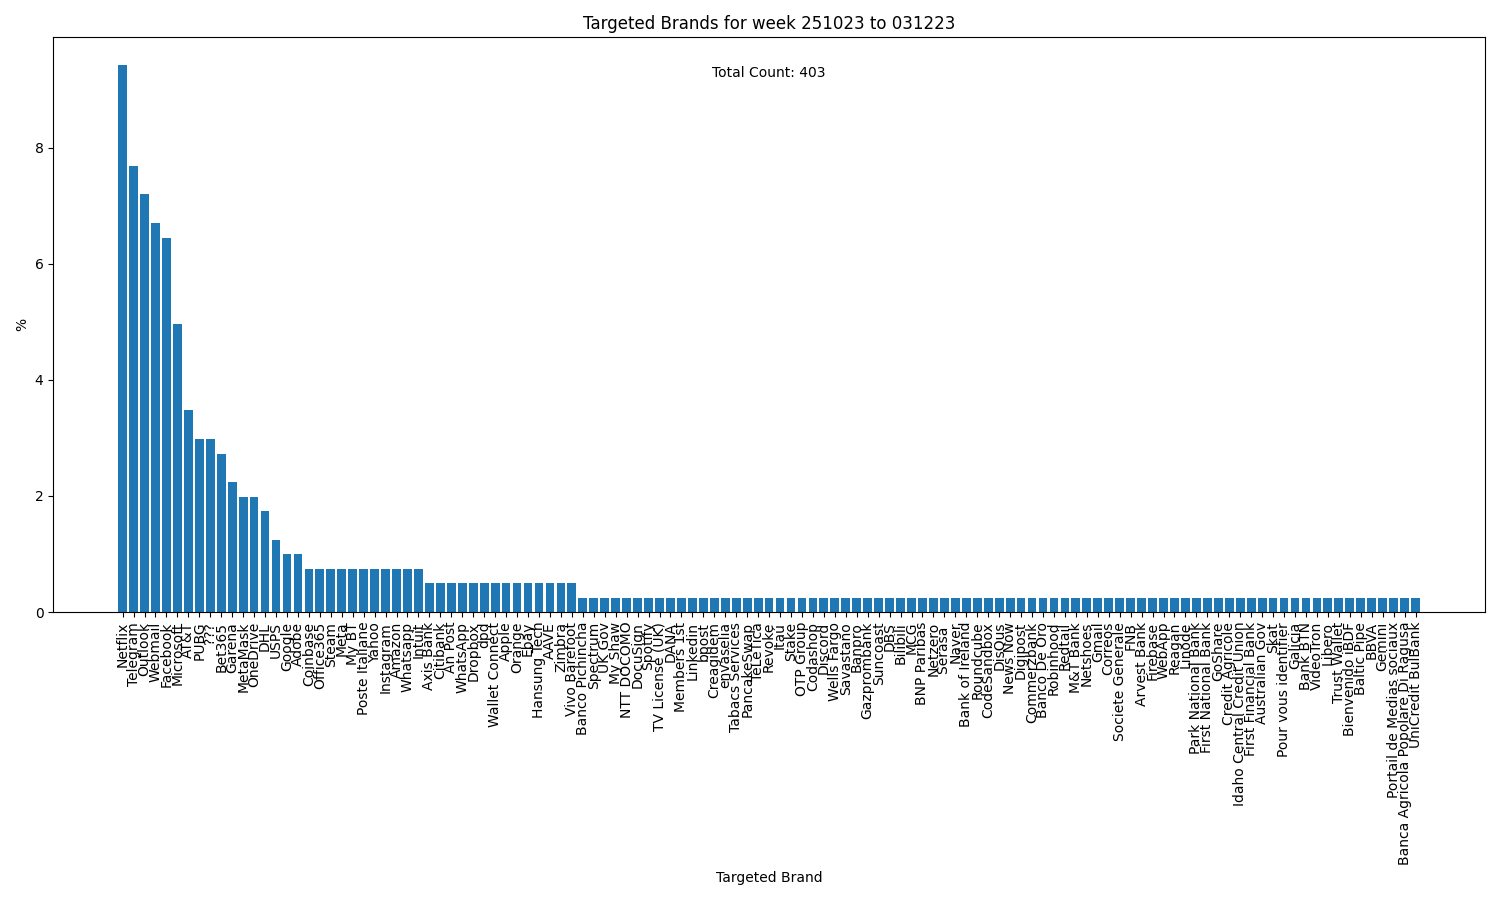 Targeted Brands for week 251023 to 031223
Total Count: 403
%
8
6
4
2
0
Netflix
Telegram
Outlook
Webmail
Facebook
Microsoft
AT&T
PUBG
???
Bet365
Garena
MetaMask
OneDrive
DHL
USPS
Google
Adobe
Coinbase
Office365
Steam
Meta
My BT
Poste Italiane
Yahoo
Instagram
Amazon
Whatsapp
Intuit
Axis Bank
Citibank
An Post
WhatsApp
Dropbox
dpd
Wallet Connect
Apple
Orange
Ebay
Hansung Tech
AAVE
Zimbra
Vivo Barefoot
Banco Pichincha
Spectrum
UK Gov
My Shaw
NTT DOCOMO
DocuSign
Sputify
TV License (UK)
DANA
Members 1st
Linkedin
bpost
Creagidem
envaselia
Tabacs Services
PancakeSwap
Telefrica
Revoke
Itau
Stake
OTP Group
Codashop
Discord
Wells Fargo
Savastano
Banpro
Gazprombank
Suncoast
DBS
Bilibili
MCG
BNP Paribas
Netzero
Serasa
Naver
Bank of Ireland
Roundcube
CodeSandbox
DisQus
News Now
Digipost
Commerzbank
Banco De Oro
Robinhood
Redtail
M&T Bank
Netshoes
Gmail
Correos
Societe Generale
FNB
Arvest Bank
Firebase
WebApp
Reagan
Linode
Park National Bank
First National Bank
GoShare
Credit Agricole
Idaho Central Credit Union
First Financial Bank
Australian Gov
Skat
Pour vous identifier
Galicia
Bank BTN
VideoTron
Libero
Trust Wallet
Bienvenido IBDF
Baltic Pipe
BBVA
Gemini
Portail de Medias sociaux
Banca Agricola Popolare Di Ragusa
UniCredit BulBank
Targeted Brand